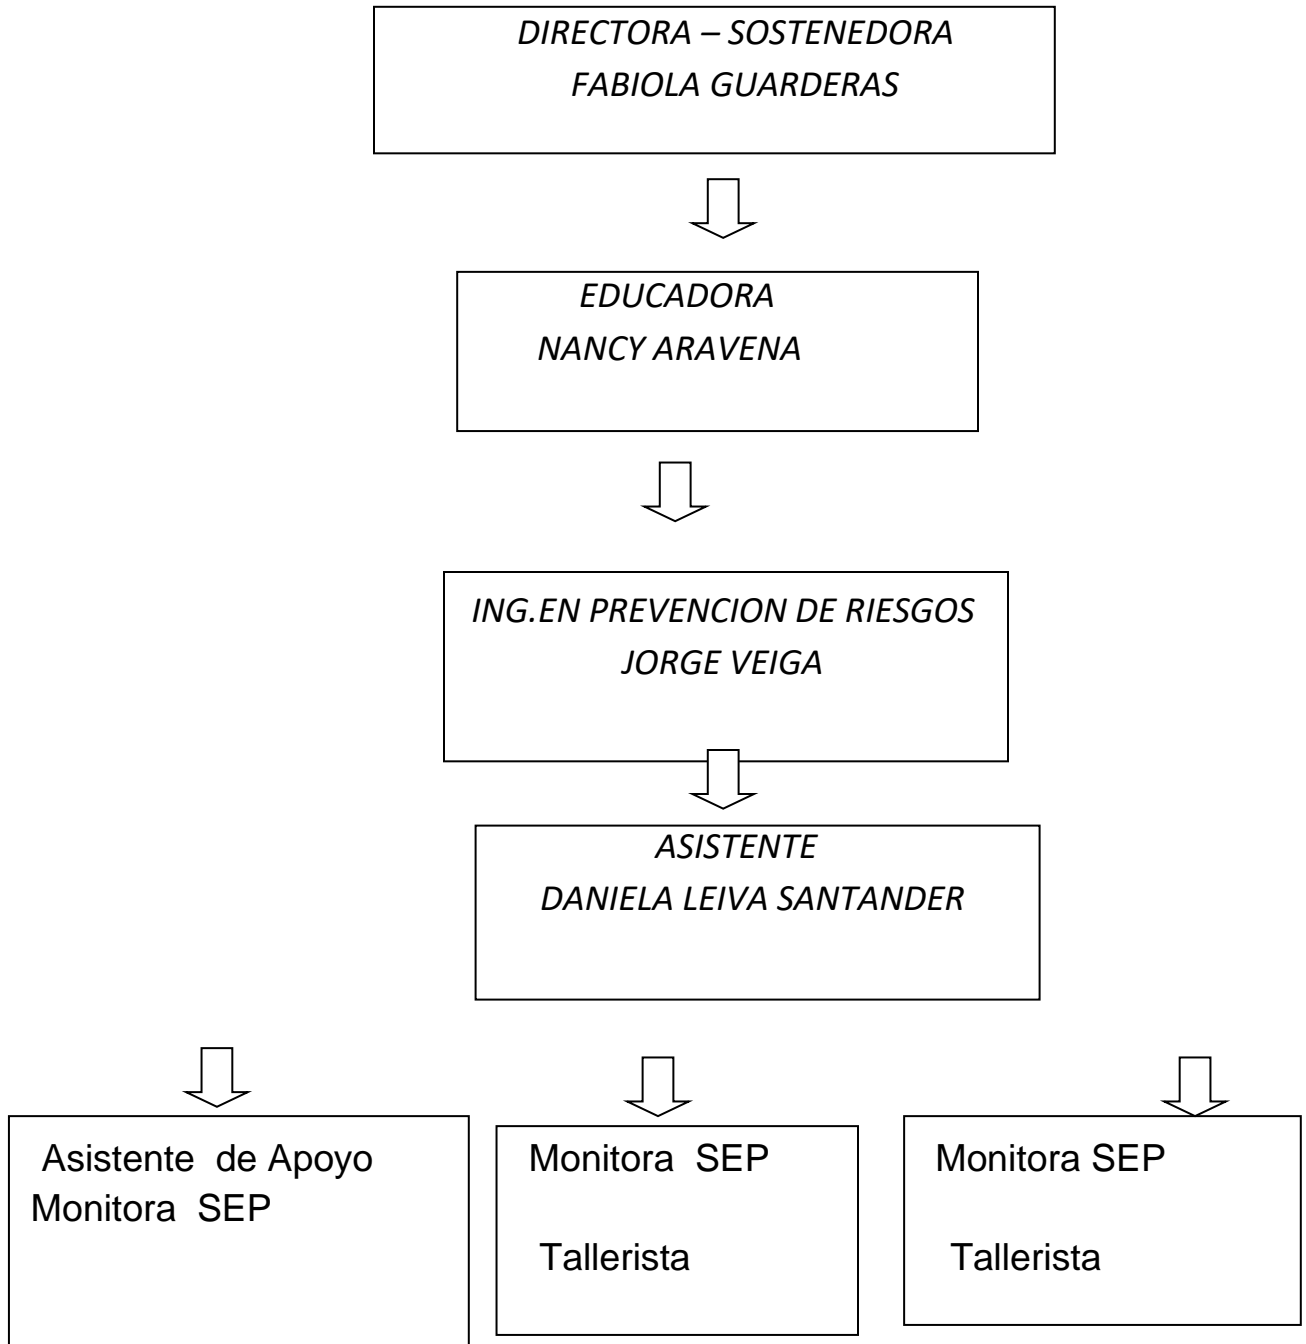 DIRECTORA – SOSTENEDORA
FABIOLA GUARDERAS
EDUCADORA
NANCY ARAVENA
ING.EN PREVENCION DE RIESGOS
JORGE VEIGA
ASISTENTE
DANIELA LEIVA SANTANDER
Asistente de Apoyo
Monitora SEP
Monitora SEP
Tallerista
Monitora SEP
Tallerista